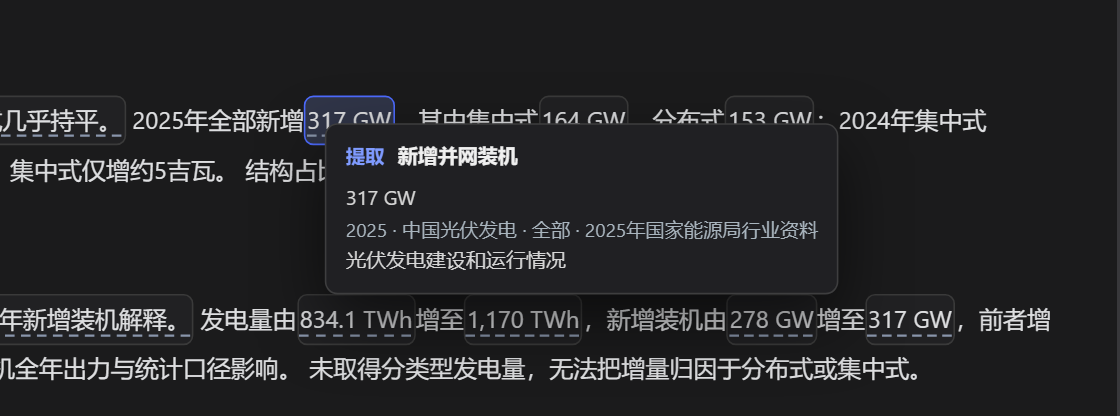 几乎持平。 2025年全部新增317 GW，其中集中式164 GW，分布式153 GW；2024年集中式
，集中式仅增约5吉瓦。 结构占比
提取 新增并网装机
317 GW
2025 · 中国光伏发电 · 全部 · 2025年国家能源局行业资料
光伏发电建设和运行情况
年新增装机解释。 发电量由834.1 TWh增至1,170 TWh，新增装机由278 GW增至317 GW，前者增
机全年出力与统计口径影响。 未取得分类型发电量，无法把增量归因于分布式或集中式。